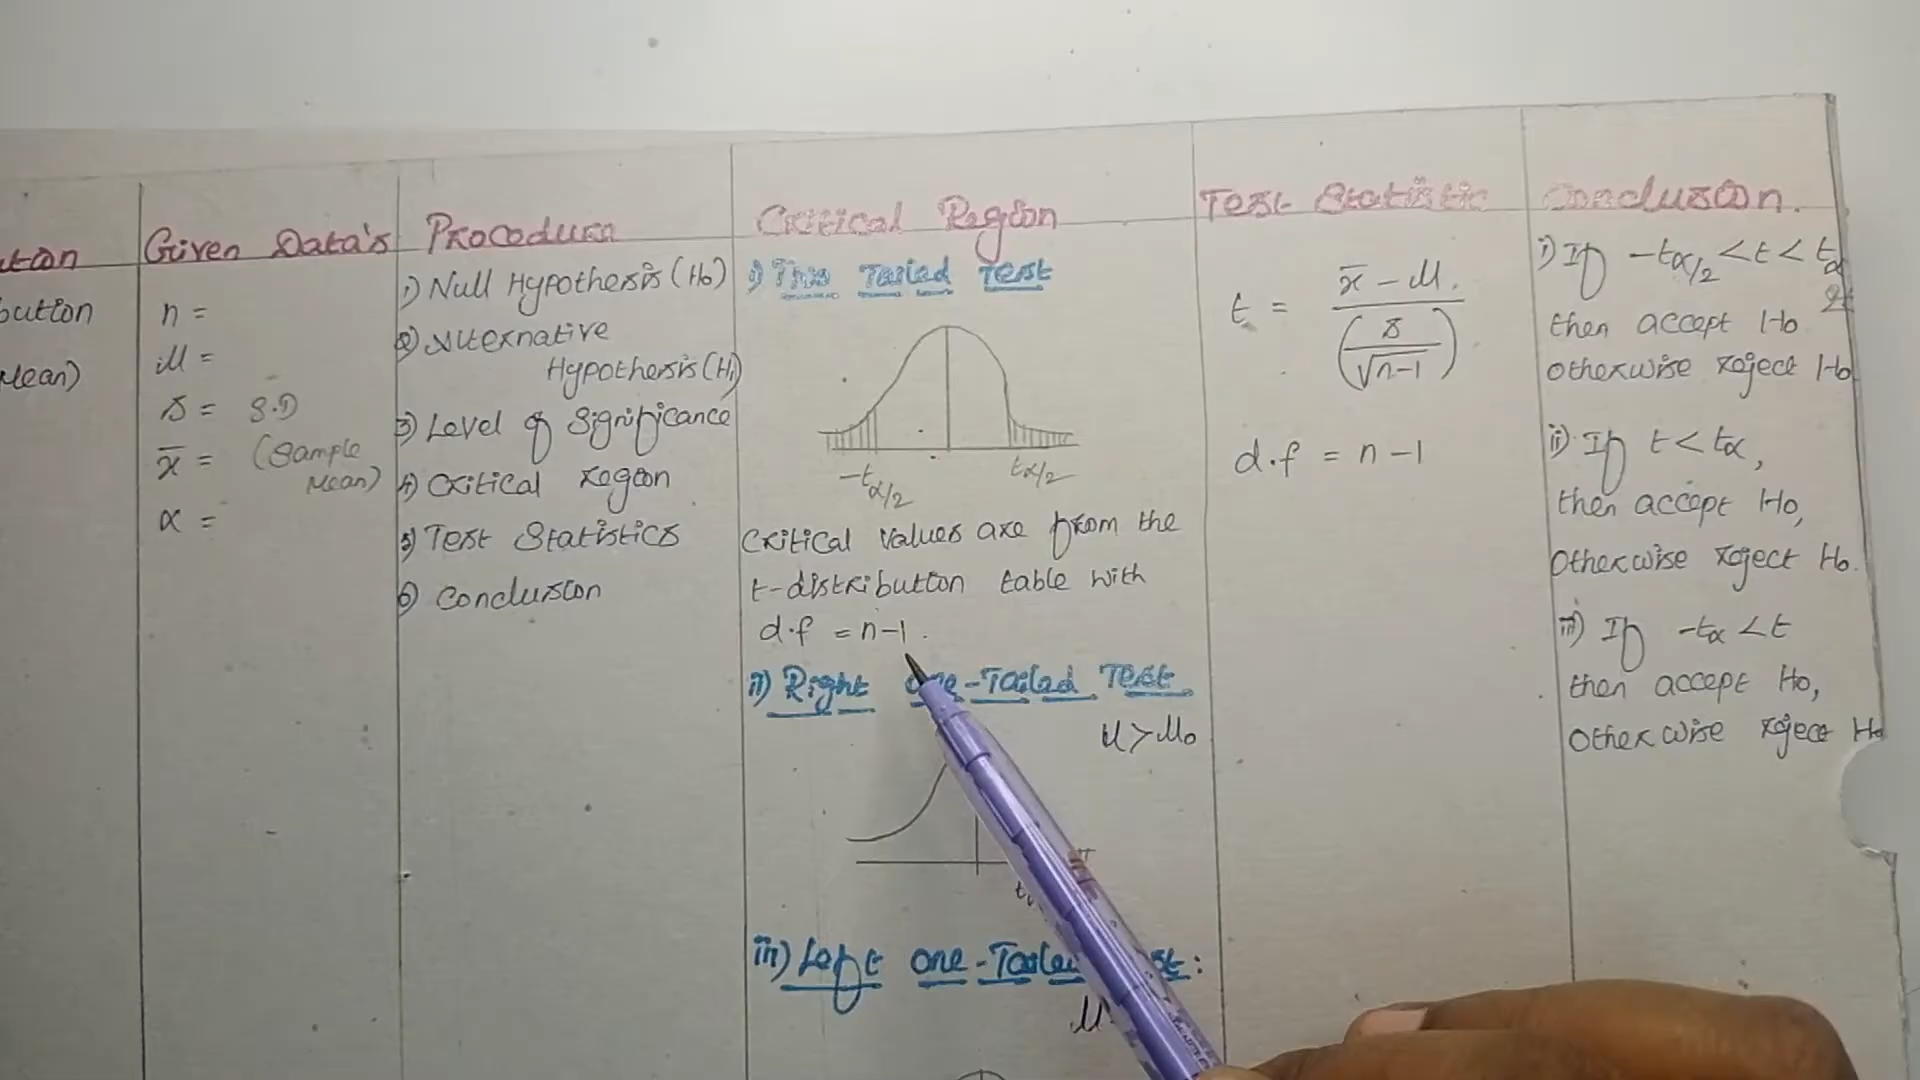 Given Data's
n =
μ =
s = S.D
x̄ = (Sample
Mean)
α =
Procedure
1) Null Hypothesis (H0)
2) Alternative
Hypothesis (H1)
3) Level of Significance
4) Critical region
5) Test Statistics
6) Conclusion
Critical Region
i) Two Tailed Test
-tα/2
tα/2
Critical values are from the
t-distribution table with
d.f = n-1.
ii) Right one-Tailed Test
μ > μ0
iii) Left one-Tailed
μ
Test Statistic
t = x̄ - μ.
(s
√n-1)
d.f = n-1
Conclusion.
i) If -tα/2 < t < tα/2
then accept H0
otherwise reject H0
ii) If t < tα,
then accept H0,
otherwise reject H0.
iii) If -tα < t
then accept H0,
otherwise reject H0